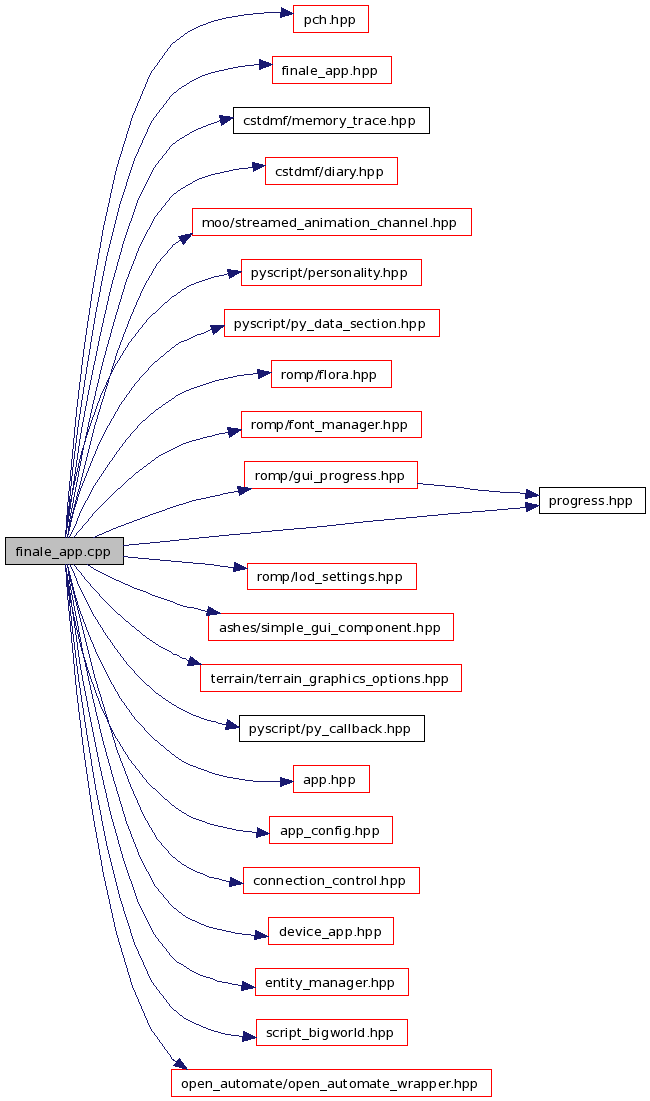 pch.hpp
finale_app.hpp
cstdmf/memory_trace.hpp
cstdmf/diary.hpp
moo/streamed_animation_channel.hpp
pyscript/personality.hpp
pyscript/py_data_section.hpp
romp/flora.hpp
romp/font_manager.hpp
romp/gui_progress.hpp
progress.hpp
finale_app.cpp
romp/lod_settings.hpp
ashes/simple_gui_component.hpp
terrain/terrain_graphics_options.hpp
pyscript/py_callback.hpp
app.hpp
app_config.hpp
connection_control.hpp
device_app.hpp
entity_manager.hpp
script_bigworld.hpp
open_automate/open_automate_wrapper.hpp